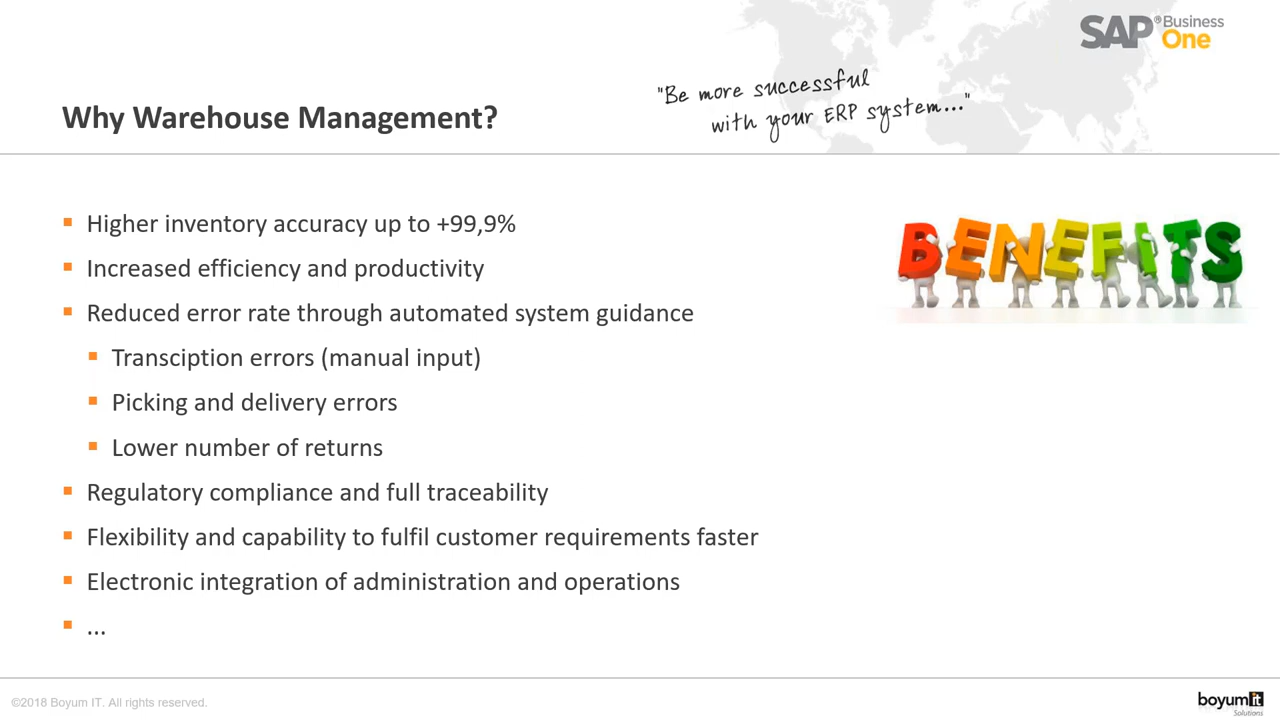 SAP® Business
One
"Be more successful
with your ERP system..."
Why Warehouse Management?
Higher inventory accuracy up to +99,9%
BENEFITS
Increased efficiency and productivity
Reduced error rate through automated system guidance
Transciption errors (manual input)
Picking and delivery errors
Lower number of returns
Regulatory compliance and full traceability
Flexibility and capability to fulfil customer requirements faster
Electronic integration of administration and operations
...
©2018 Boyum IT. All rights reserved.
boyum it
Solutions